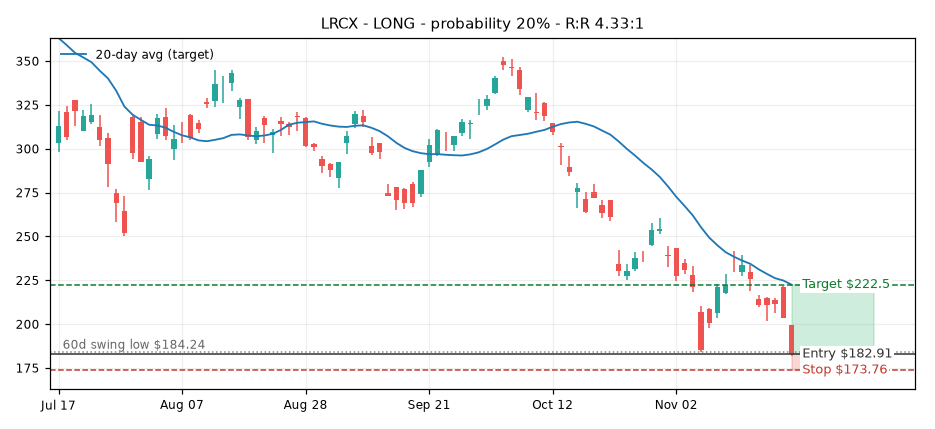 LRCX - LONG - probability 20% - R:R 4.33:1
20-day avg (target)
350
325
300
275
250
225
200
175
Target $222.5
60d swing low $184.24
Entry $182.91
Stop $173.76
Jul 17
Aug 07
Aug 28
Sep 21
Oct 12
Nov 02